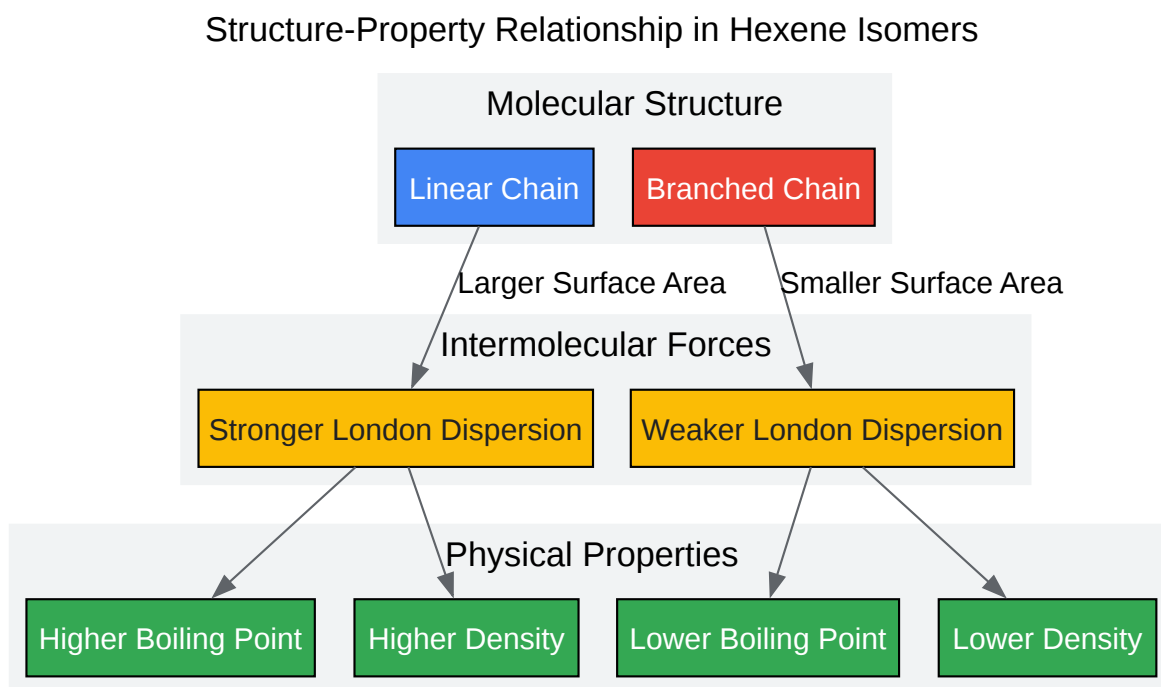 Structure-Property Relationship in Hexene Isomers
Molecular Structure
Linear Chain
Branched Chain
Larger Surface Area
Smaller Surface Area
Intermolecular Forces
Stronger London Dispersion
Weaker London Dispersion
Physical Properties
Higher Boiling Point
Higher Density
Lower Boiling Point
Lower Density